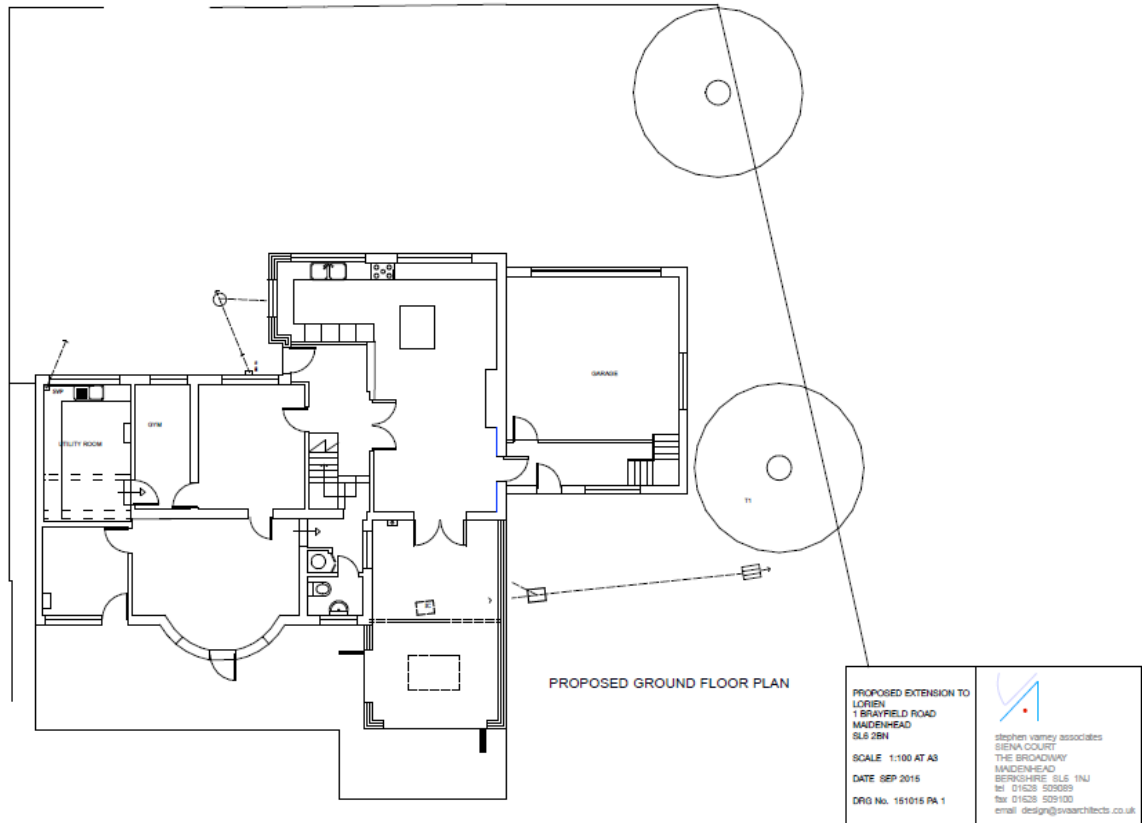 GARAGE
SVP
UTILITY ROOM
GYM
T1
PROPOSED GROUND FLOOR PLAN
PROPOSED EXTENSION TO
LORIEN
1 BRAYFIELD ROAD
MAIDENHEAD
SL6 2BN
SCALE 1:100 AT A3
DATE SEP 2015
DRG No. 151015 PA 1
stephen varney associates
SIENA COURT
THE BROADWAY
MAIDENHEAD
BERKSHIRE SL6 1NJ
tel 01628 509089
fax 01628 509100
email design@svaarchitects.co.uk